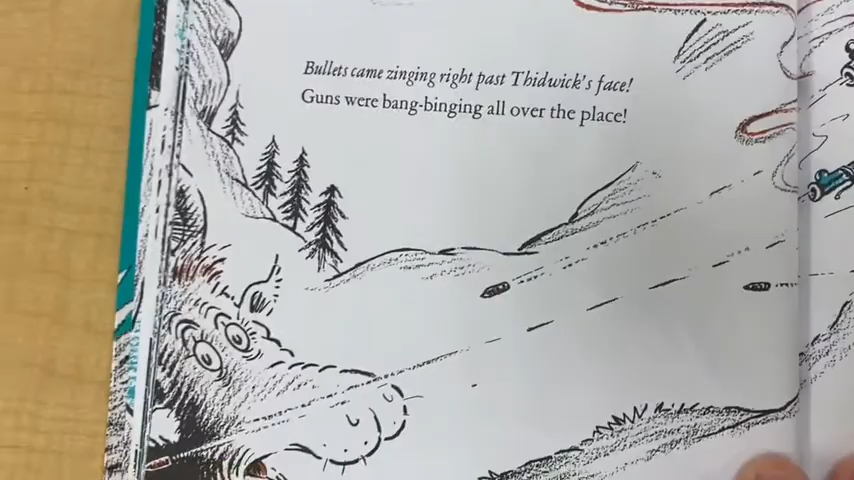 Bullets came zinging right past Thidwick's face!
Guns were bang-binging all over the place!